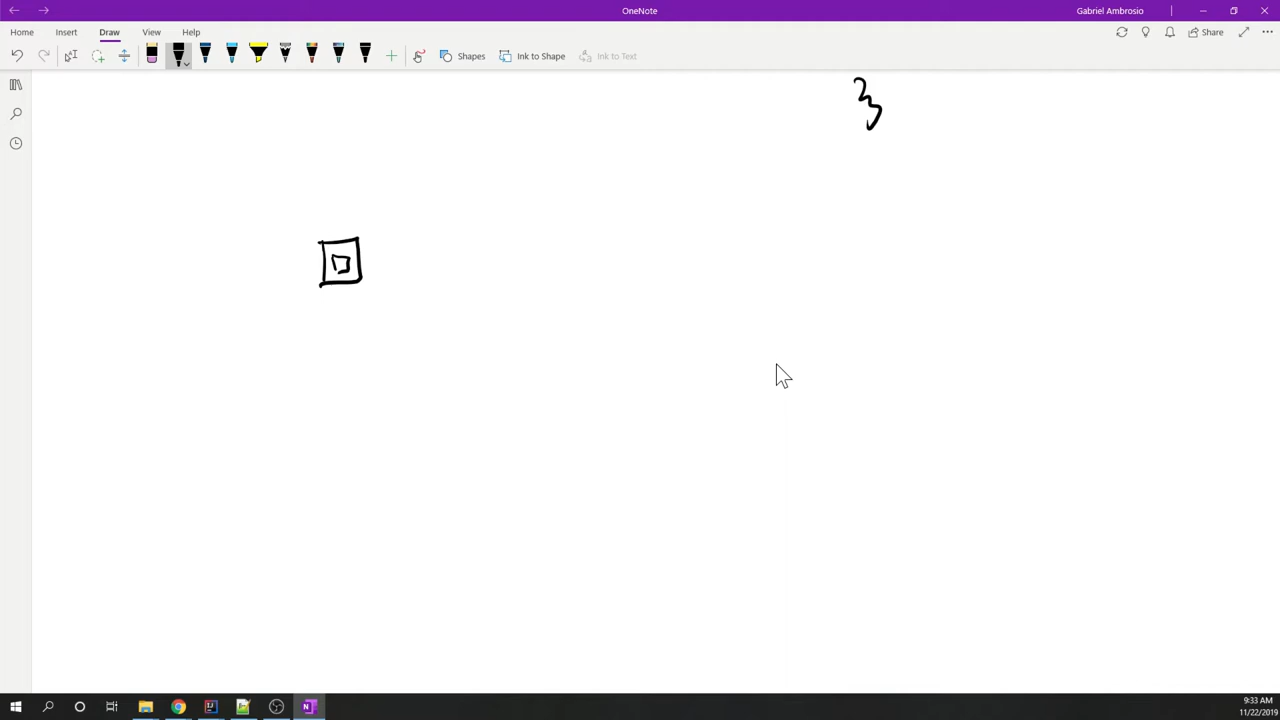 OneNote
Gabriel Ambrosio
Home Insert Draw View Help
Share
Shapes
Ink to Shape
Ink to Text
9:33 AM
11/22/2019